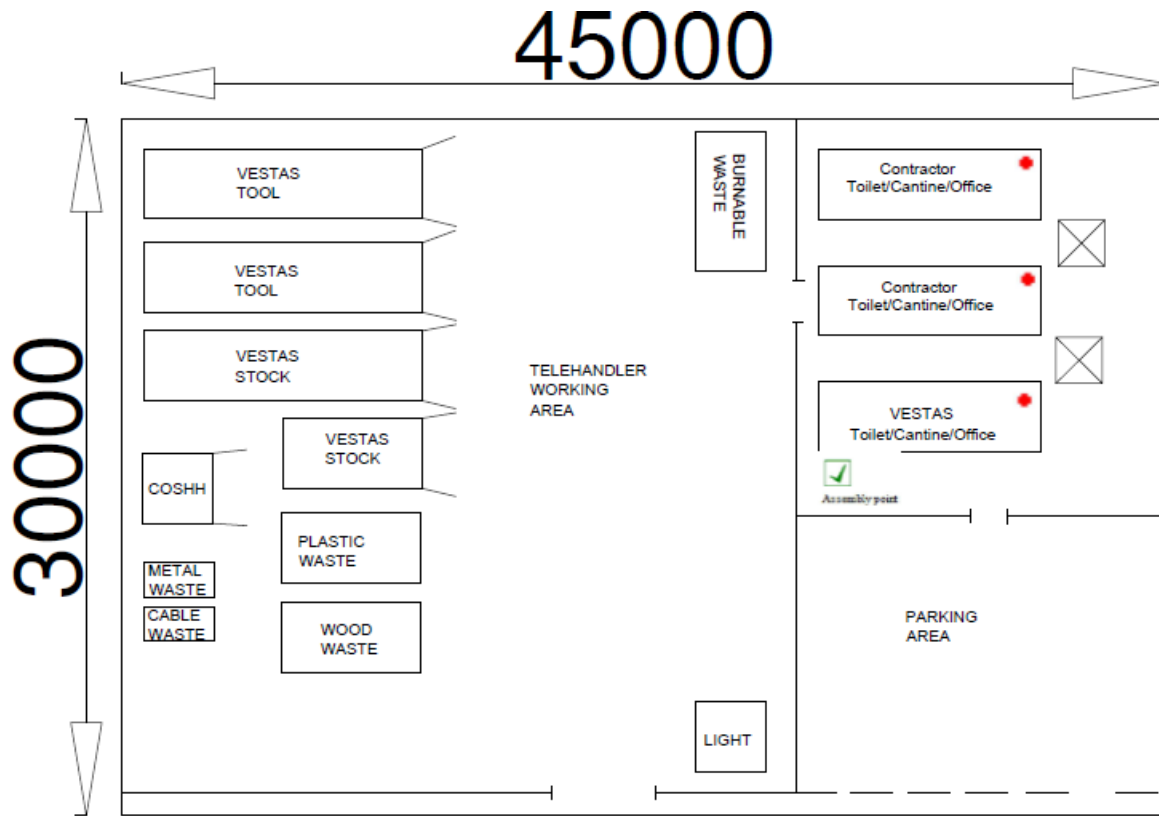 45000
30000
VESTAS
TOOL
VESTAS
TOOL
VESTAS
STOCK
VESTAS
STOCK
COSHH
PLASTIC
WASTE
METAL
WASTE
CABLE
WASTE
WOOD
WASTE
TELEHANDLER
WORKING
AREA
BURNABLE
WASTE
LIGHT
Contractor
Toilet/Cantine/Office
Contractor
Toilet/Cantine/Office
VESTAS
Toilet/Cantine/Office
Assembly point
PARKING
AREA